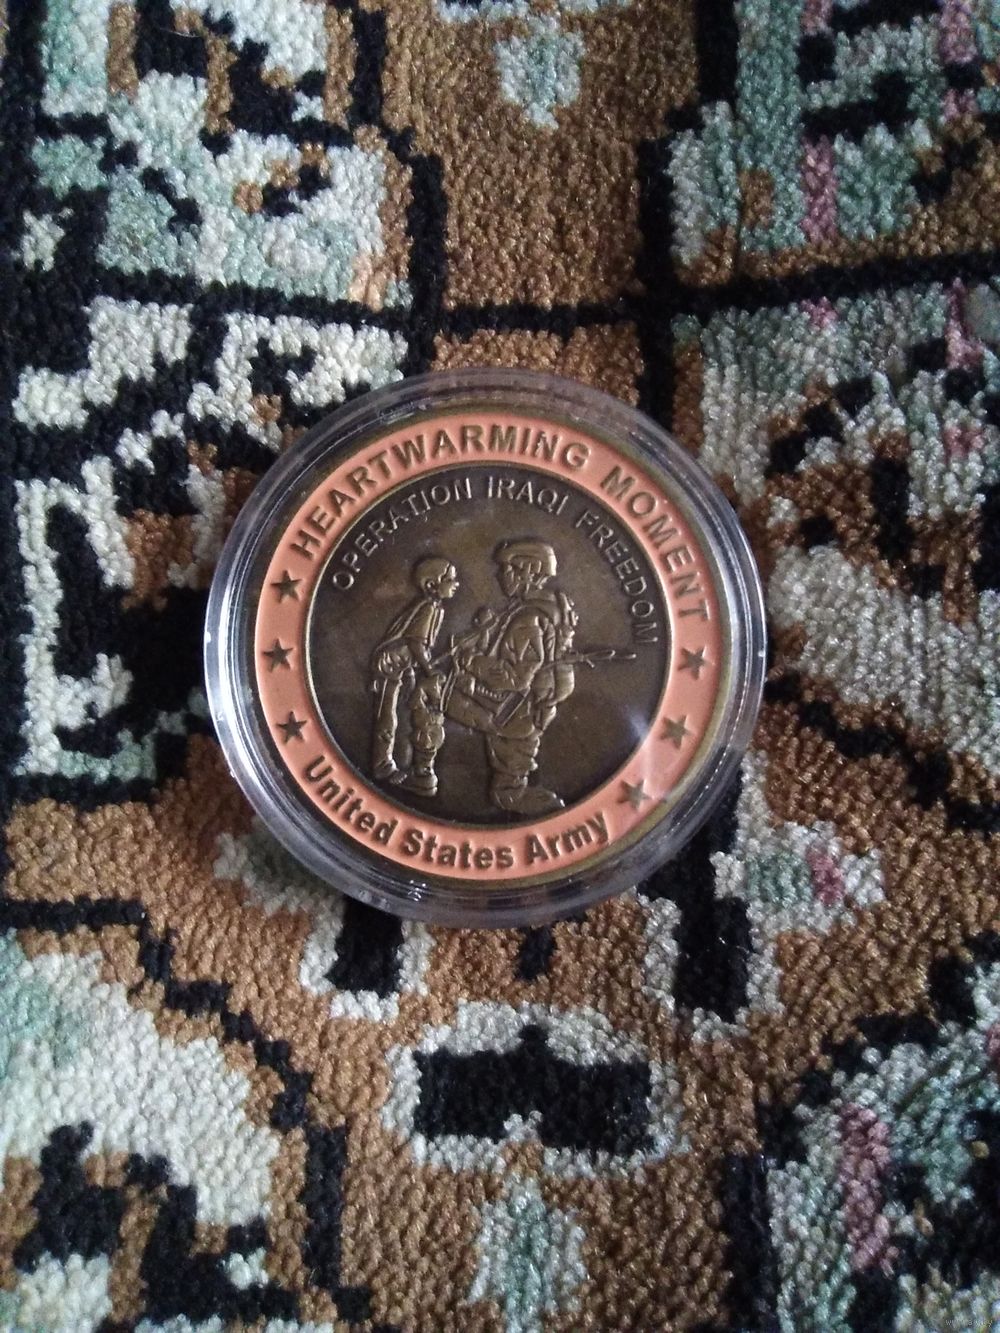 HEARTWARMING MOMENT
OPERATION IRAQI FREEDOM
United States Army